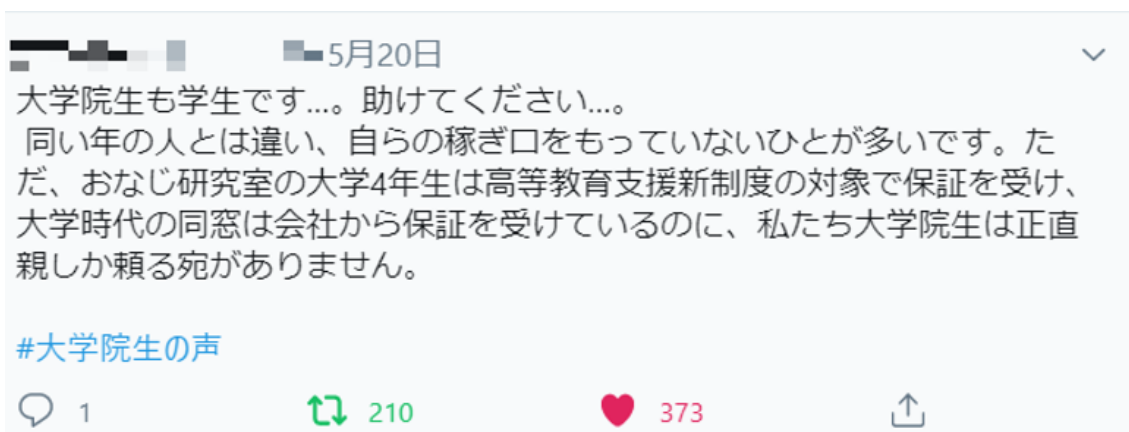 5月20日
大学院生も学生です...。助けてください...。
同い年の人とは違い、自らの稼ぎ口をもっていないひとが多いです。た
だ、おなじ研究室の大学4年生は高等教育支援新制度の対象で保証を受け、
大学時代の同窓は会社から保証を受けているのに、私たち大学院生は正直
親しか頼る宛がありません。
#大学院生の声
1 210 373